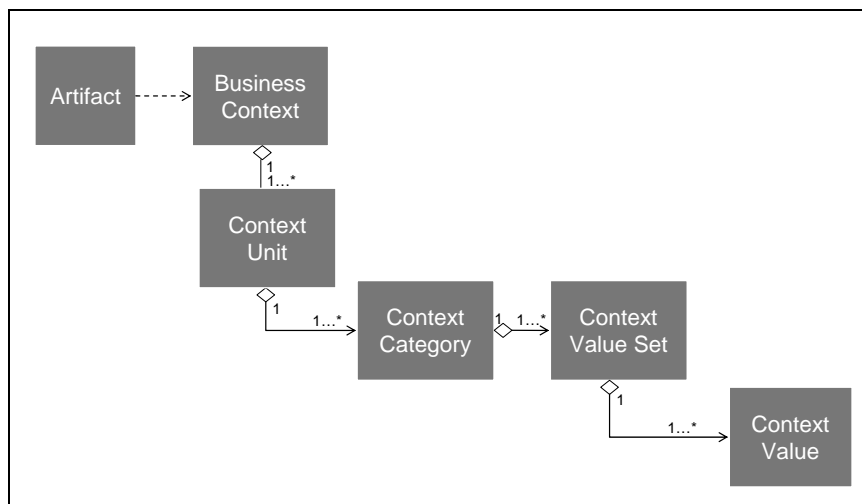 Artifact
Business
Context
1
1...*
Context
Unit
1
1...*
Context
Category
1
1...*
Context
Value Set
1
1...*
Context
Value